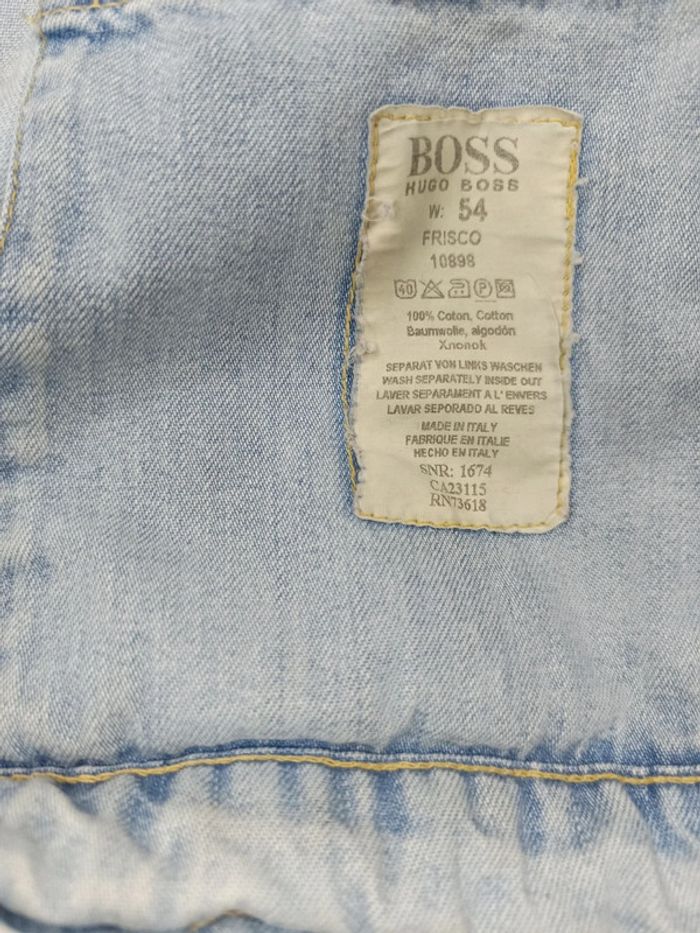 BOSS
HUGO BOSS
W: 54
FRISCO
10898
40 P
100% Coton, Cotton
Baumwolle, algodón
Xnonok
SEPARAT VON LINKS WASCHEN
WASH SEPARATELY INSIDE OUT
LAVER SEPARAMENT A L' ENVERS
LAVAR SEPORADO AL REVES
MADE IN ITALY
FABRIQUE EN ITALIE
HECHO EN ITALY
SNR: 1674
CA23115
RN73618